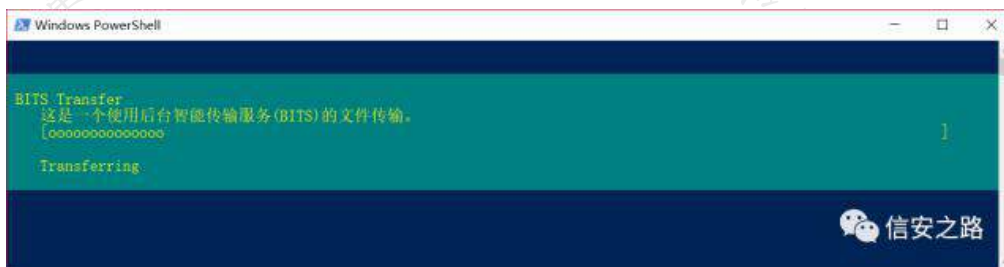 Windows PowerShell
BITS Transfer
这是一个使用后台智能传输服务(BITS)的文件传输。
[oooooooooooooo ]
Transferring
信安之路